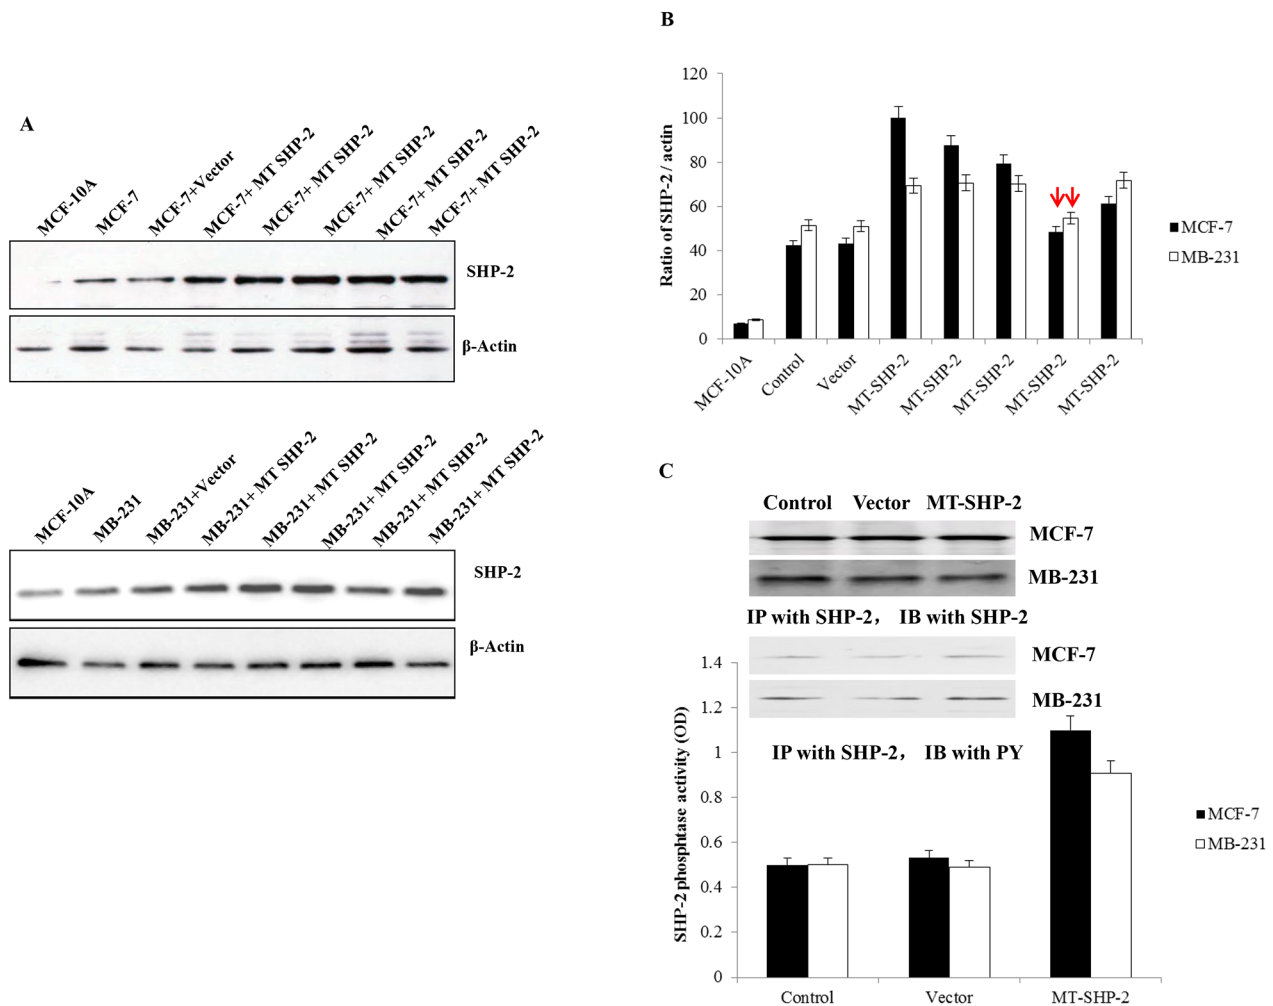 A
MCF-10A
MCF-7
MCF-7+Vector
MCF-7+ MT SHP-2
MCF-7+ MT SHP-2
MCF-7+ MT SHP-2
MCF-7+ MT SHP-2
MCF-7+ MT SHP-2
SHP-2
β-Actin
MCF-10A
MB-231
MB-231+Vector
MB-231+ MT SHP-2
MB-231+ MT SHP-2
MB-231+ MT SHP-2
MB-231+ MT SHP-2
MB-231+ MT SHP-2
SHP-2
β-Actin
B
Ratio of SHP-2 / actin
120
100
80
60
40
20
0
MCF-10A
Control
Vector
MT-SHP-2
MT-SHP-2
MT-SHP-2
MT-SHP-2
MT-SHP-2
MCF-7
MB-231
C
Control Vector MT-SHP-2
MCF-7
MB-231
IP with SHP-2, IB with SHP-2
MCF-7
MB-231
IP with SHP-2, IB with PY
SHP-2 phosphtase activity (OD)
1.4
1.2
1
0.8
0.6
0.4
0.2
0
Control
Vector
MT-SHP-2
MCF-7
MB-231